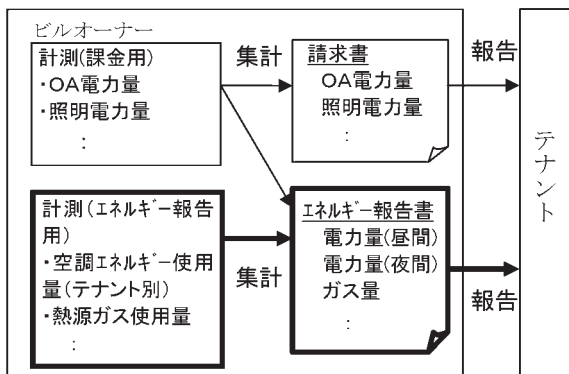 ビルオーナー
計測(課金用)
・OA電力量
・照明電力量
:
集計
請求書
OA電力量
照明電力量
:
報告
計測(エネルギー報告
用)
・空調エネルギー使用
量(テナント別)
・熱源ガス使用量
:
集計
エネルギー報告書
電力量(昼間)
電力量(夜間)
ガス量
:
報告
テナント